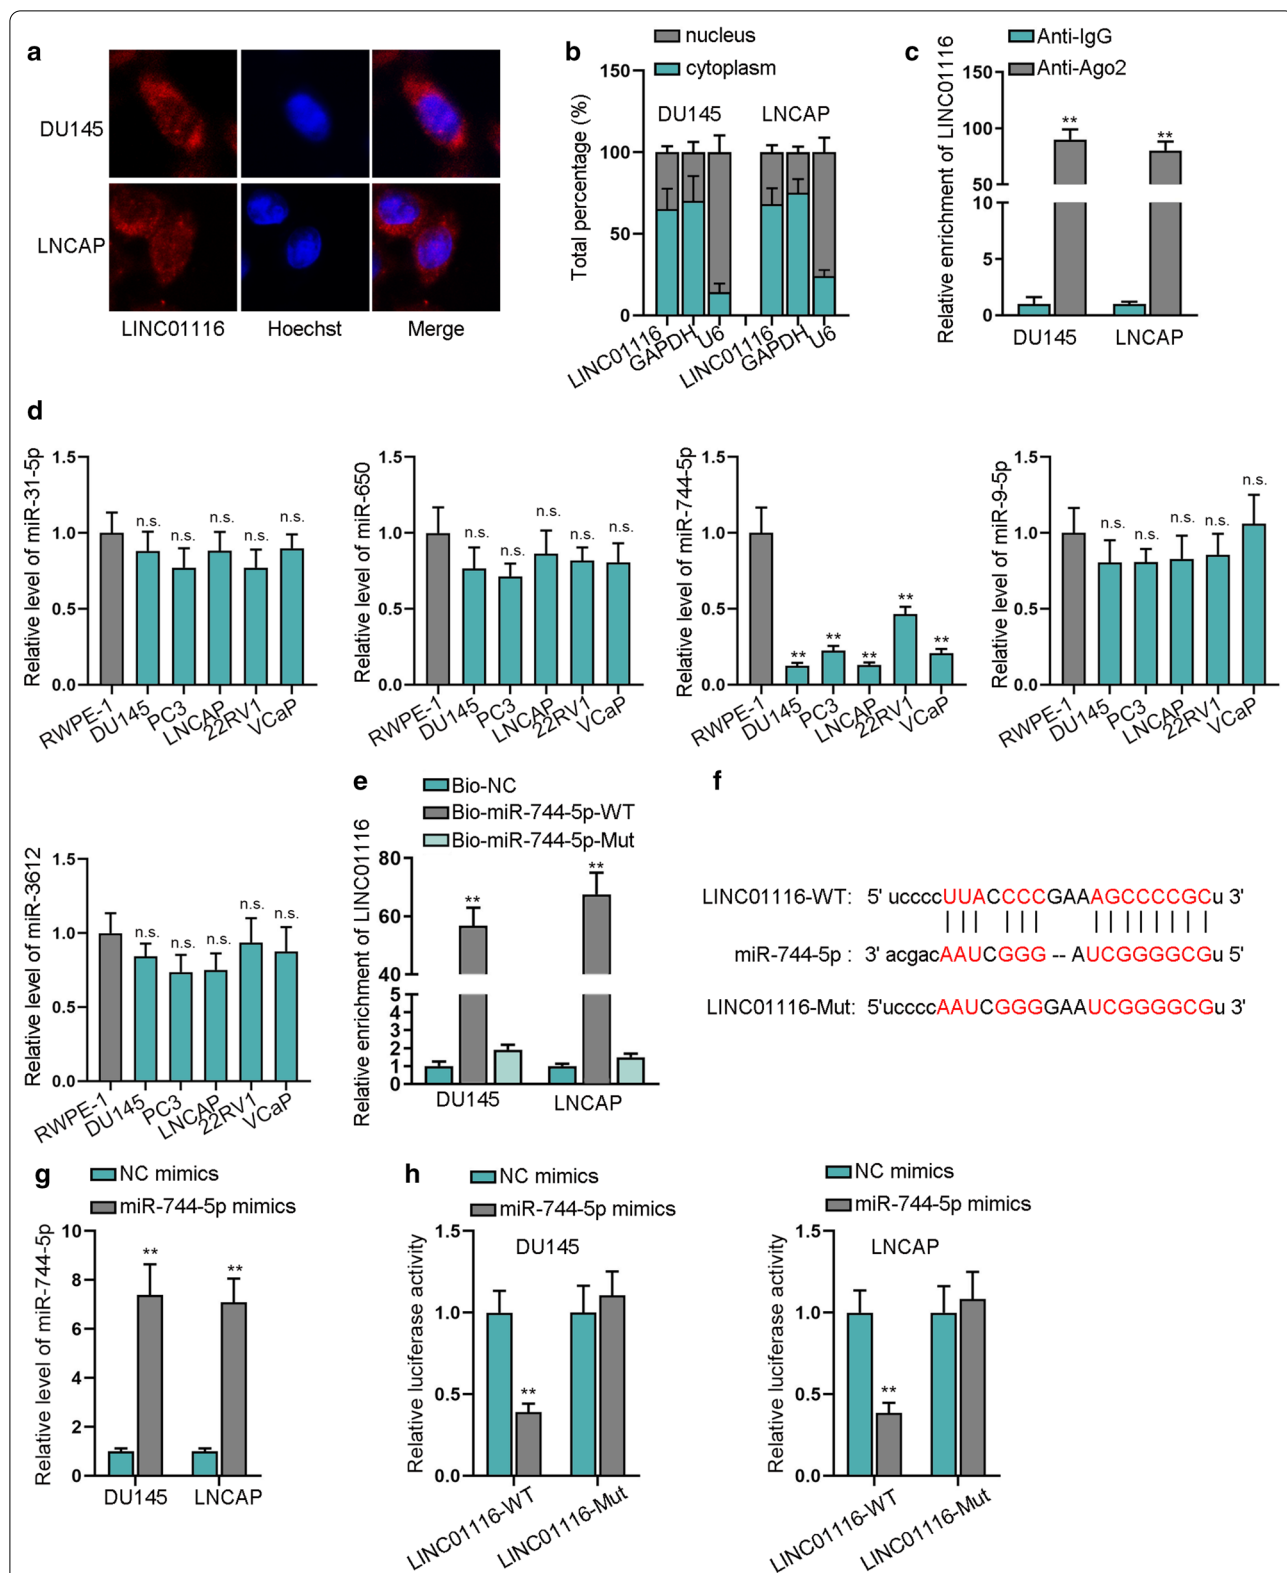 a
DU145
LNCAP
LINC01116 Hoechst Merge
b
nucleus
cytoplasm
Total percentage (%)
150
100
50
0
DU145 LNCAP
LINC01116 GAPDH U6 LINC01116 GAPDH U6
c
Anti-IgG
Anti-Ago2
Relative enrichment of LINC01116
150
100
50
10
5
0
** **
DU145 LNCAP
d
Relative level of miR-31-5p
1.5
1.0
0.5
0.0
n.s. n.s. n.s. n.s. n.s.
RWPE-1 DU145 PC3 LNCAP 22RV1 VCaP
Relative level of miR-650
1.5
1.0
0.5
0.0
n.s. n.s. n.s. n.s. n.s.
RWPE-1 DU145 PC3 LNCAP 22RV1 VCaP
Relative level of miR-744-5p
1.5
1.0
0.5
0.0
** ** ** ** **
RWPE-1 DU145 PC3 LNCAP 22RV1 VCaP
Relative level of miR-9-5p
1.5
1.0
0.5
0.0
n.s. n.s. n.s. n.s. n.s.
RWPE-1 DU145 PC3 LNCAP 22RV1 VCaP
Relative level of miR-3612
1.5
1.0
0.5
0.0
n.s. n.s. n.s. n.s. n.s.
RWPE-1 DU145 PC3 LNCAP 22RV1 VCaP
e
Bio-NC
Bio-miR-744-5p-WT
Bio-miR-744-5p-Mut
Relative enrichment of LINC01116
80
60
40
5
4
3
2
1
0
** **
DU145 LNCAP
f
LINC01116-WT: 5' uccccUUACCCCGAAAGCCCCGCu 3'
miR-744-5p : 3' acgacAAUCGGG -- AUCGGGGCGu 5'
LINC01116-Mut: 5'uccccAAUCGGGGAAUCGGGGCGu 3'
g
NC mimics
miR-744-5p mimics
Relative level of miR-744-5p
10
8
6
4
2
0
** **
DU145 LNCAP
h
NC mimics
miR-744-5p mimics
Relative luciferase activity
1.5
1.0
0.5
0.0
DU145
**
LINC01116-WT LINC01116-Mut
NC mimics
miR-744-5p mimics
Relative luciferase activity
1.5
1.0
0.5
0.0
LNCAP
**
LINC01116-WT LINC01116-Mut